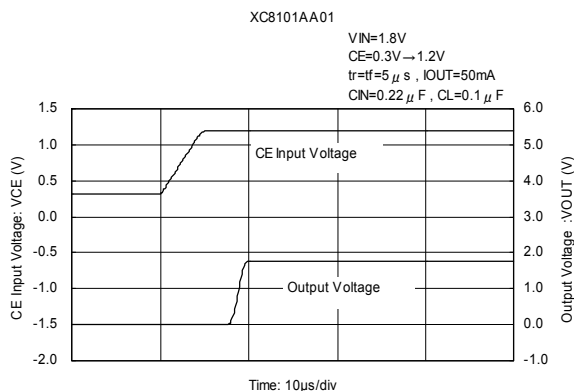 XC8101AA01
VIN=1.8V
CE=0.3V→1.2V
tr=tf=5μs , IOUT=50mA
CIN=0.22μF , CL=0.1μF
CE Input Voltage: VCE (V)
1.5
1.0
0.5
0.0
-0.5
-1.0
-1.5
-2.0
CE Input Voltage
Output Voltage
6.0
5.0
4.0
3.0
2.0
1.0
0.0
-1.0
Output Voltage :VOUT (V)
Time: 10μs/div